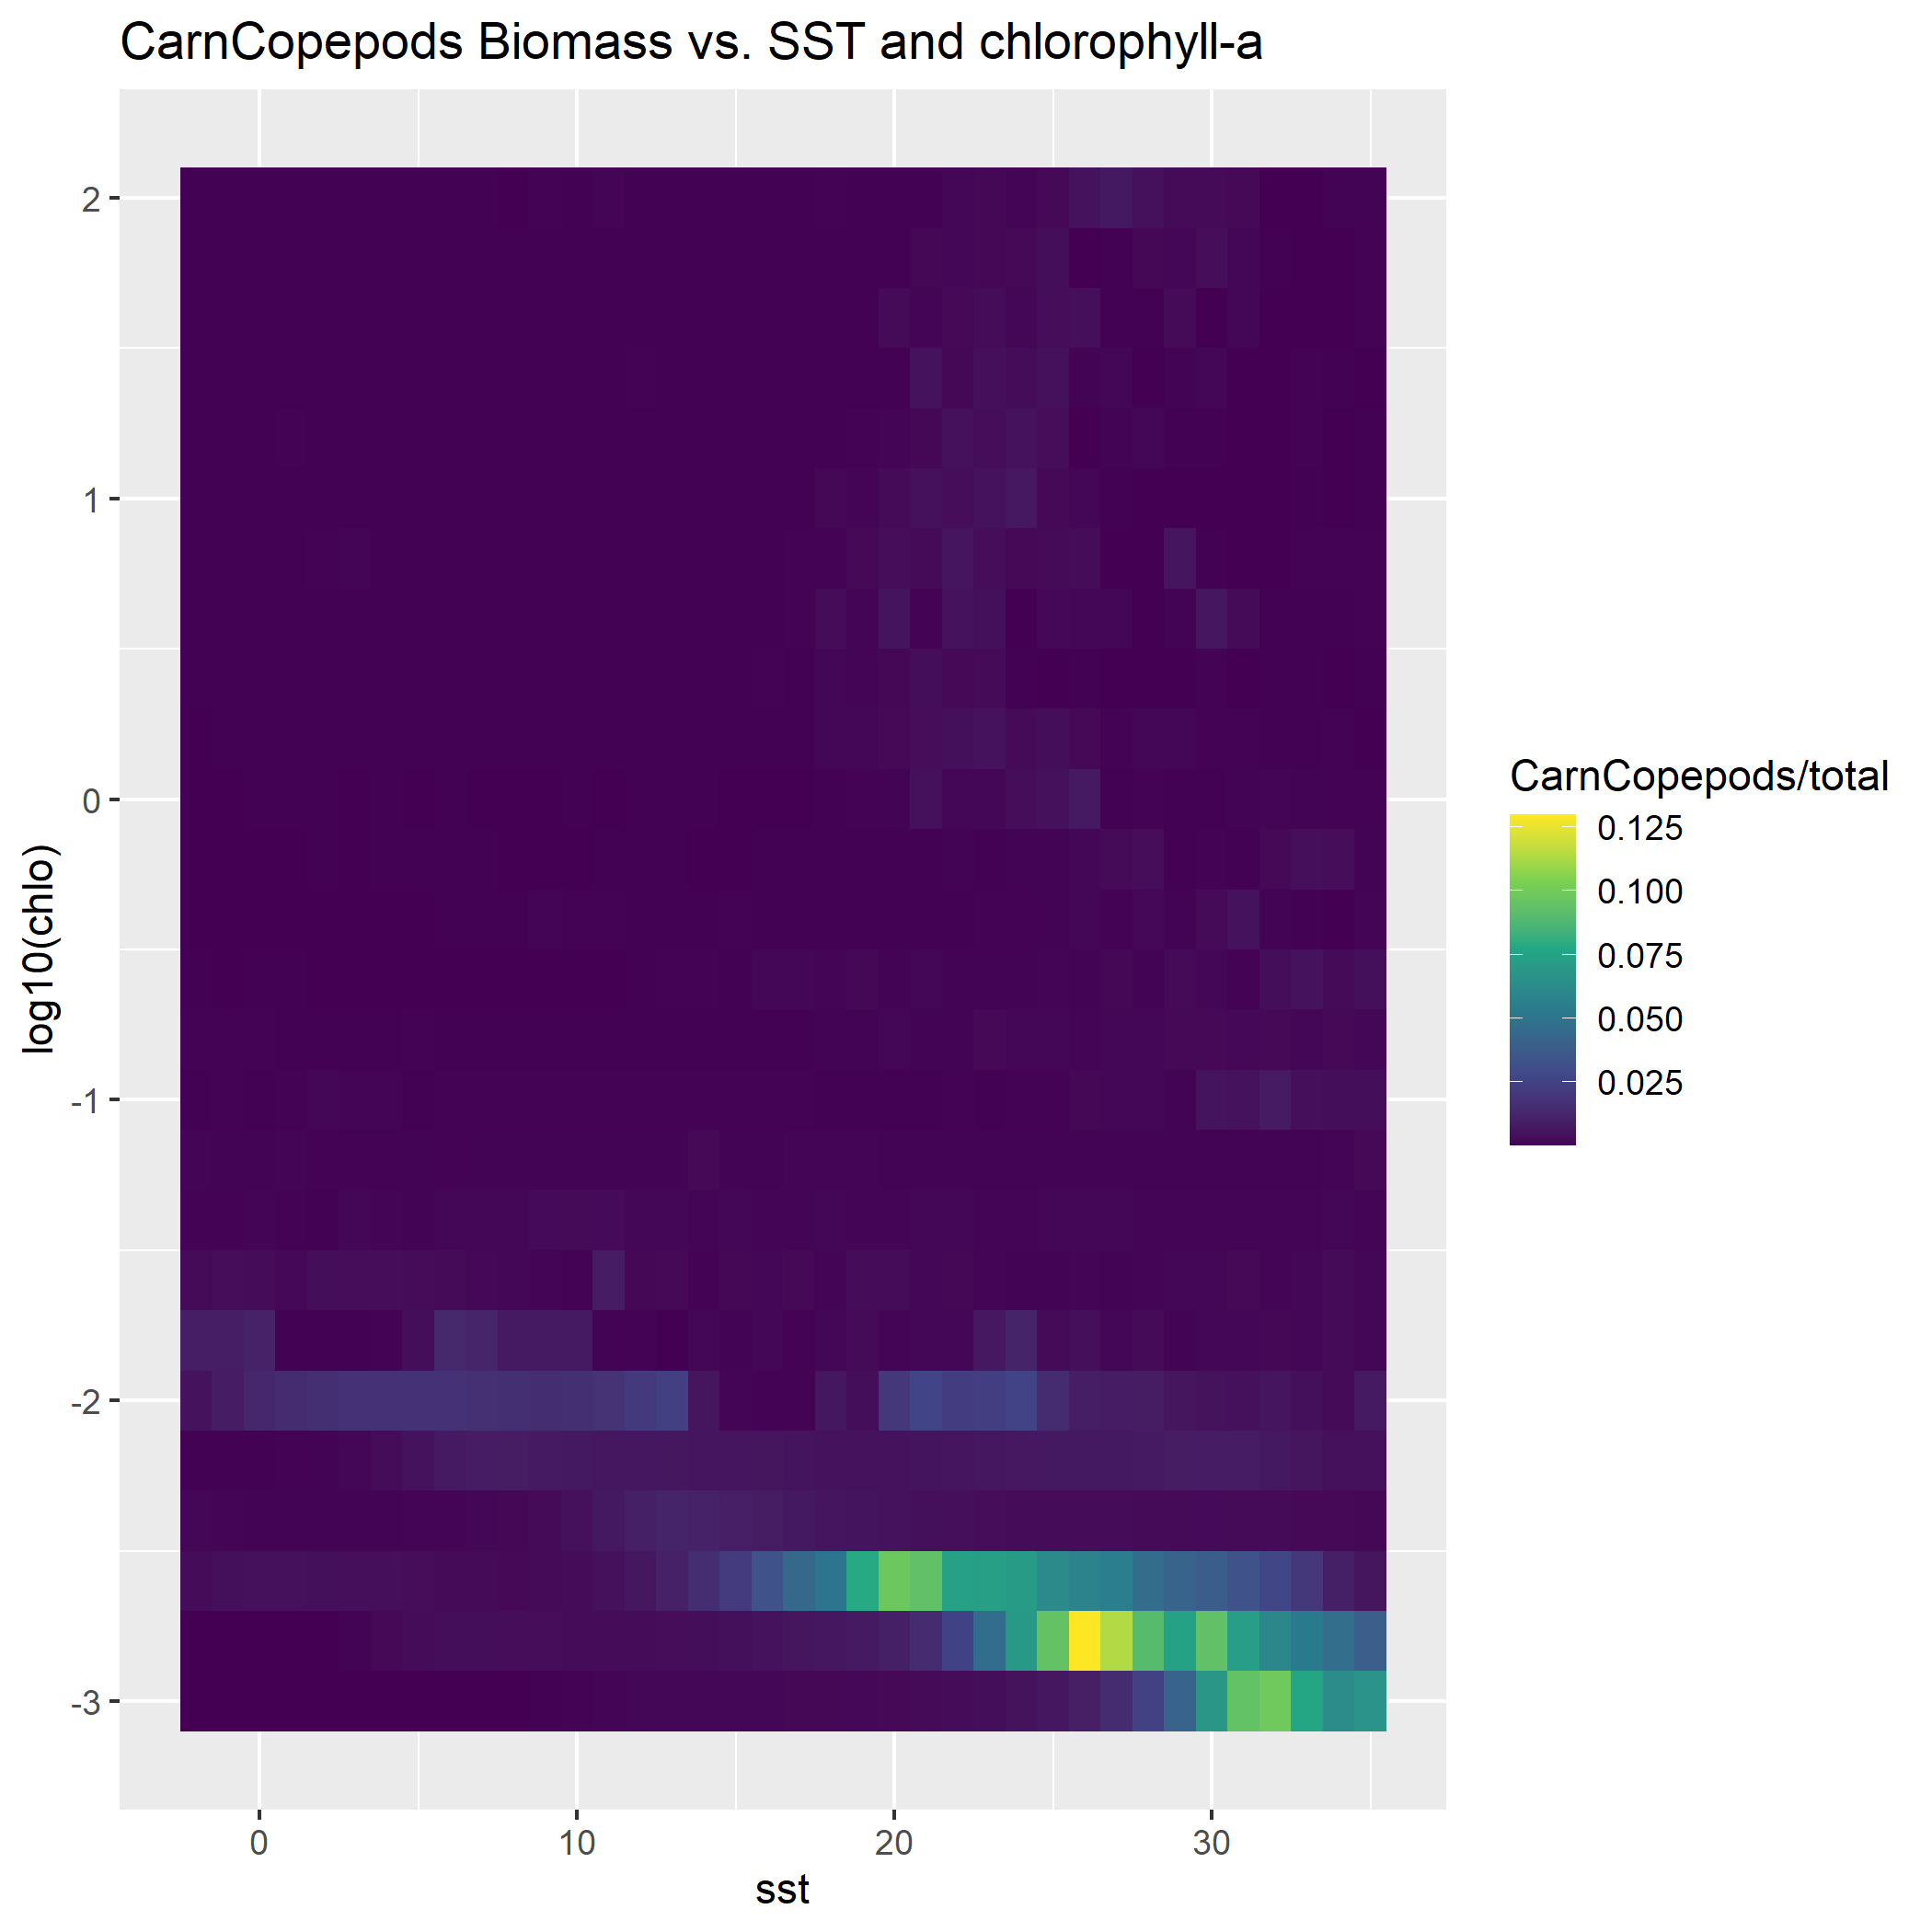 CarnCopepods Biomass vs. SST and chlorophyll-a
2
1
0
-1
-2
-3
log10(chlo)
0 10 20 30
sst
CarnCopepods/total
0.125
0.100
0.075
0.050
0.025